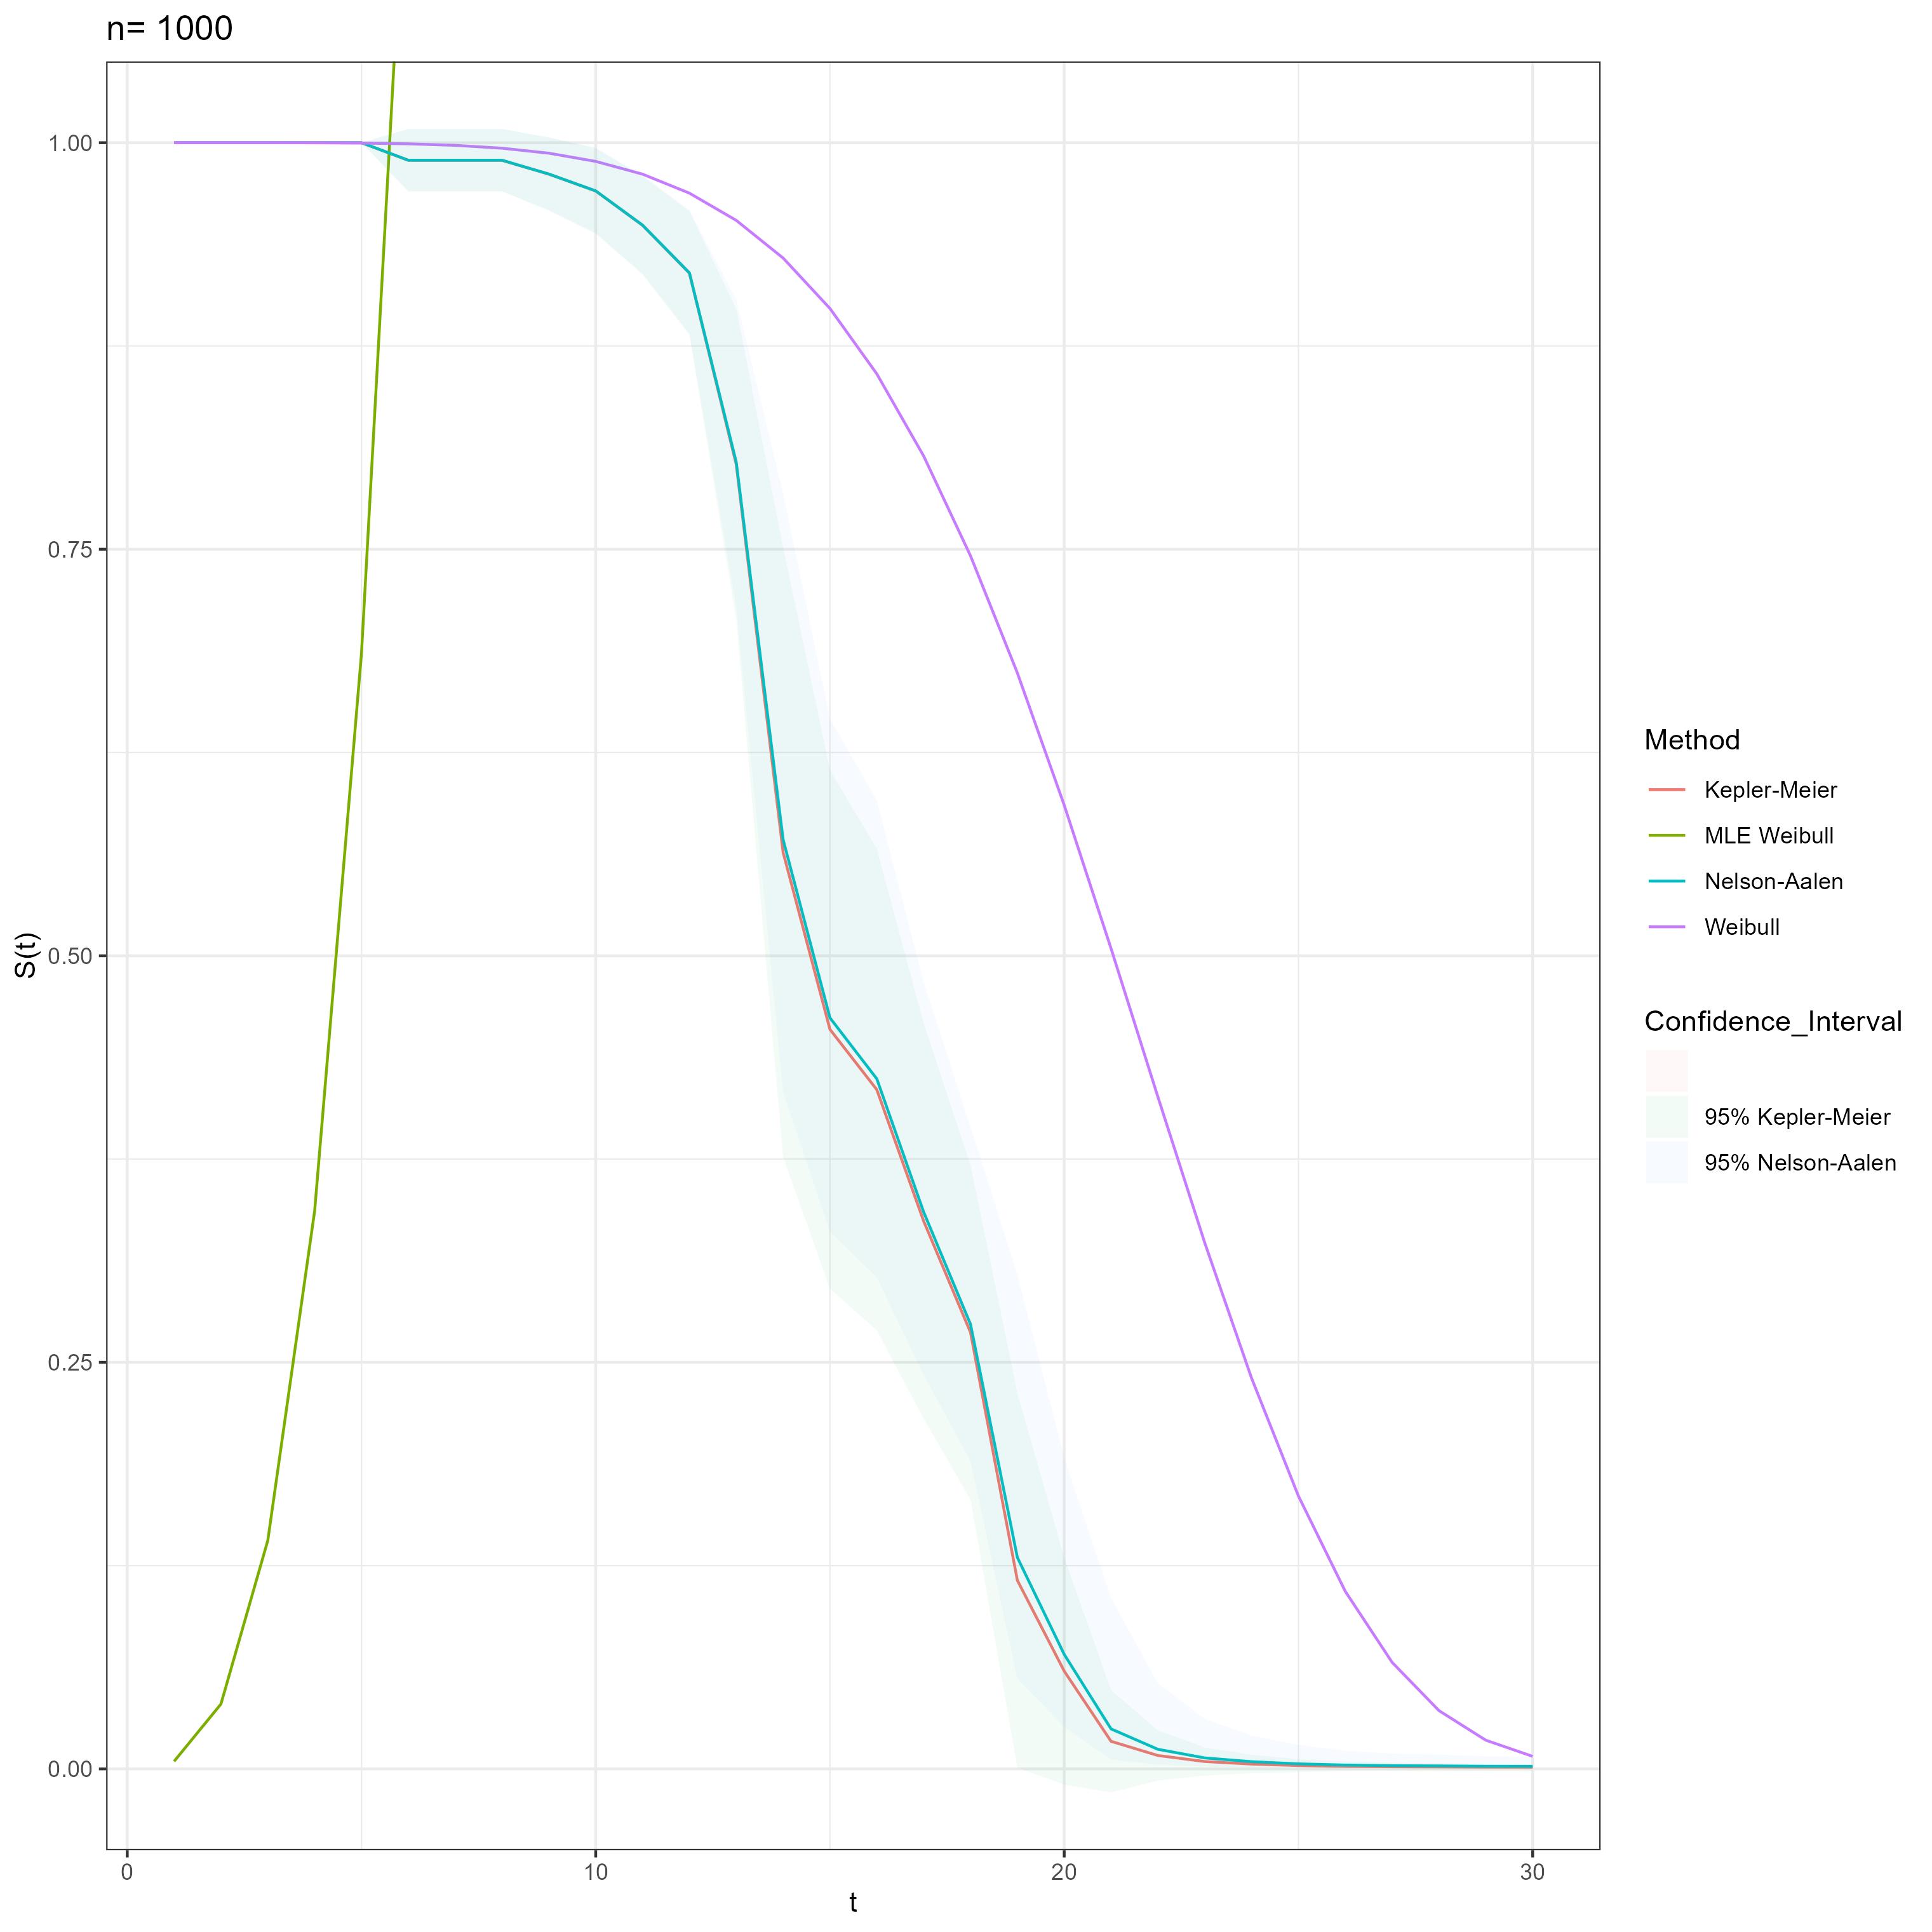 n= 1000
1.00
0.75
0.50
0.25
0.00
S(t)
0
10
20
30
t
Method
Kepler-Meier
MLE Weibull
Nelson-Aalen
Weibull
Confidence_Interval
95% Kepler-Meier
95% Nelson-Aalen